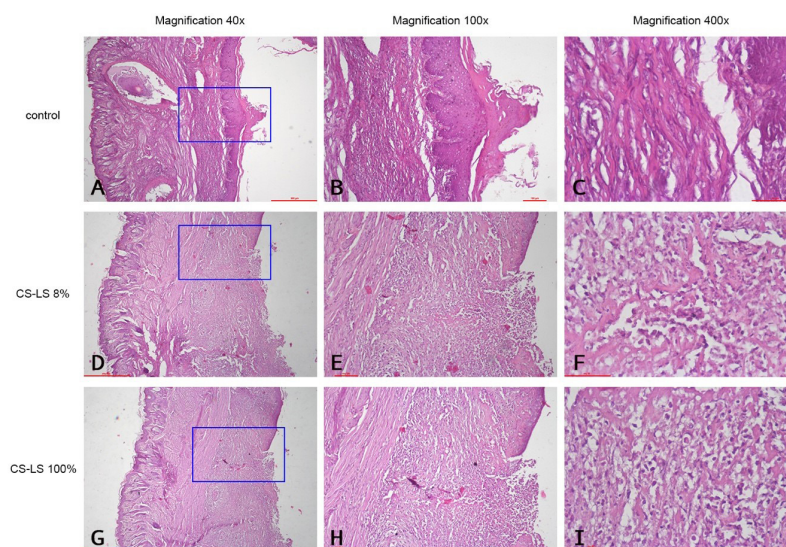 Magnification 40x
Magnification 100x
Magnification 400x
control
A
B
C
CS-LS 8%
D
E
F
CS-LS 100%
G
H
I